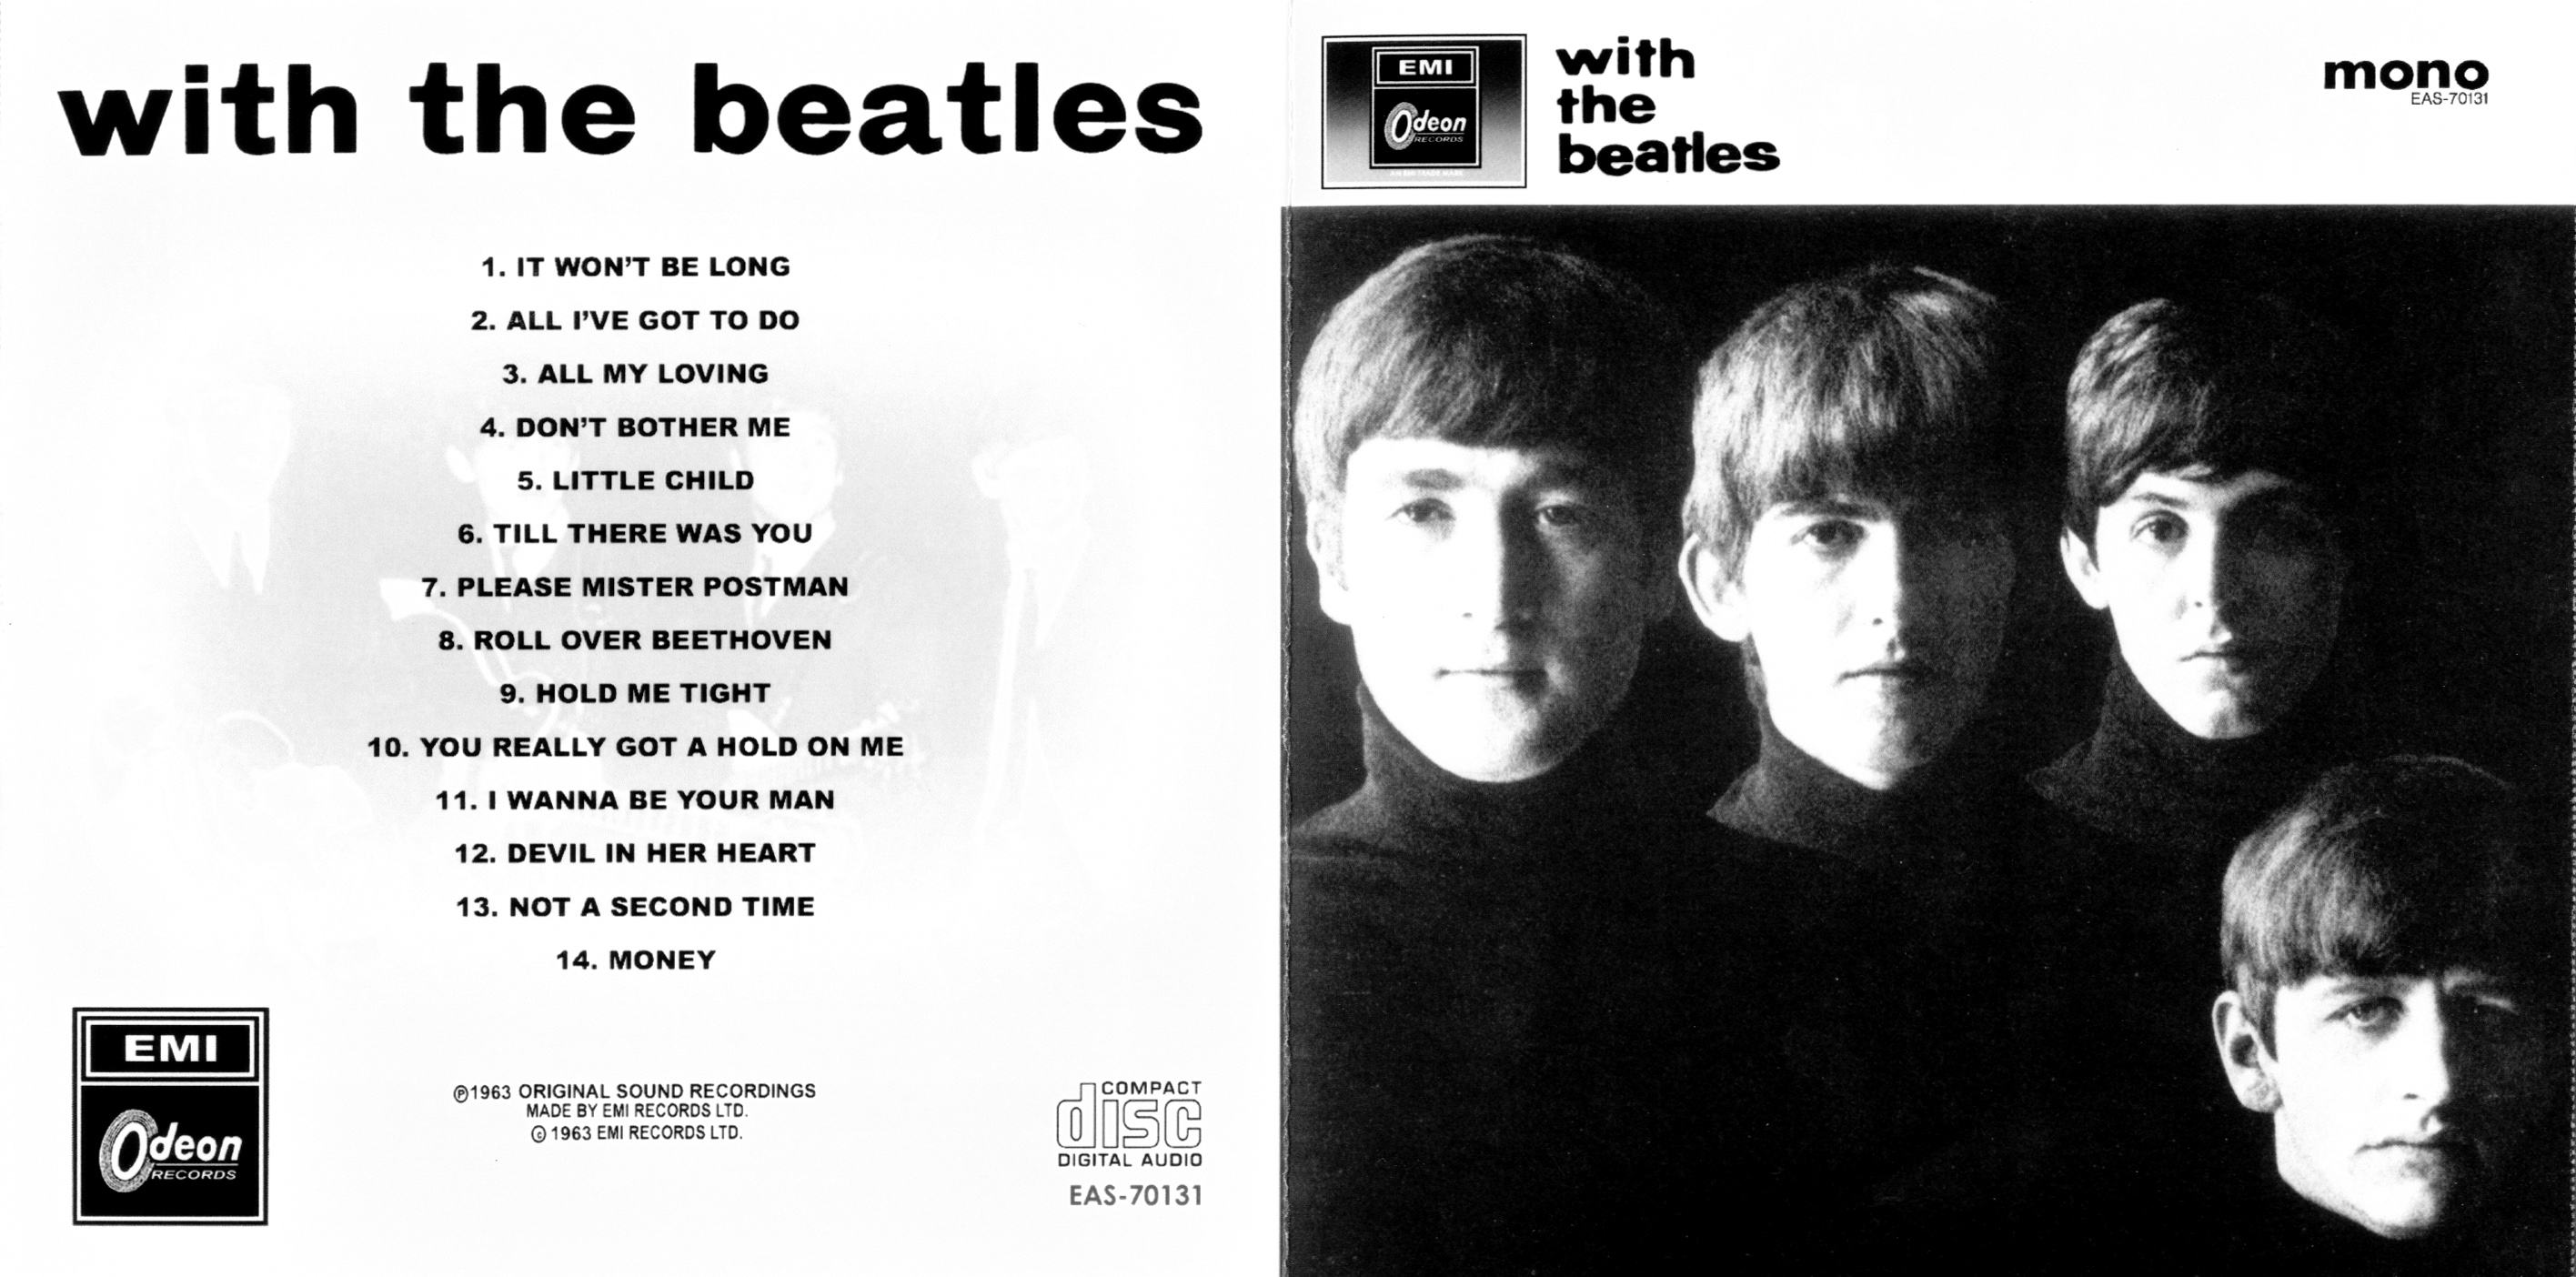 with the beatles
1. IT WON'T BE LONG
2. ALL I'VE GOT TO DO
3. ALL MY LOVING
4. DON'T BOTHER ME
5. LITTLE CHILD
6. TILL THERE WAS YOU
7. PLEASE MISTER POSTMAN
8. ROLL OVER BEETHOVEN
9. HOLD ME TIGHT
10. YOU REALLY GOT A HOLD ON ME
11. I WANNA BE YOUR MAN
12. DEVIL IN HER HEART
13. NOT A SECOND TIME
14. MONEY
EMI
Odeon
RECORDS
℗1963 ORIGINAL SOUND RECORDINGS
MADE BY EMI RECORDS LTD.
© 1963 EMI RECORDS LTD.
COMPACT
disc
DIGITAL AUDIO
EAS-70131
EMI
Odeon
RECORDS
AN EMI TRADE MARK
with
the
beatles
mono
EAS-70131